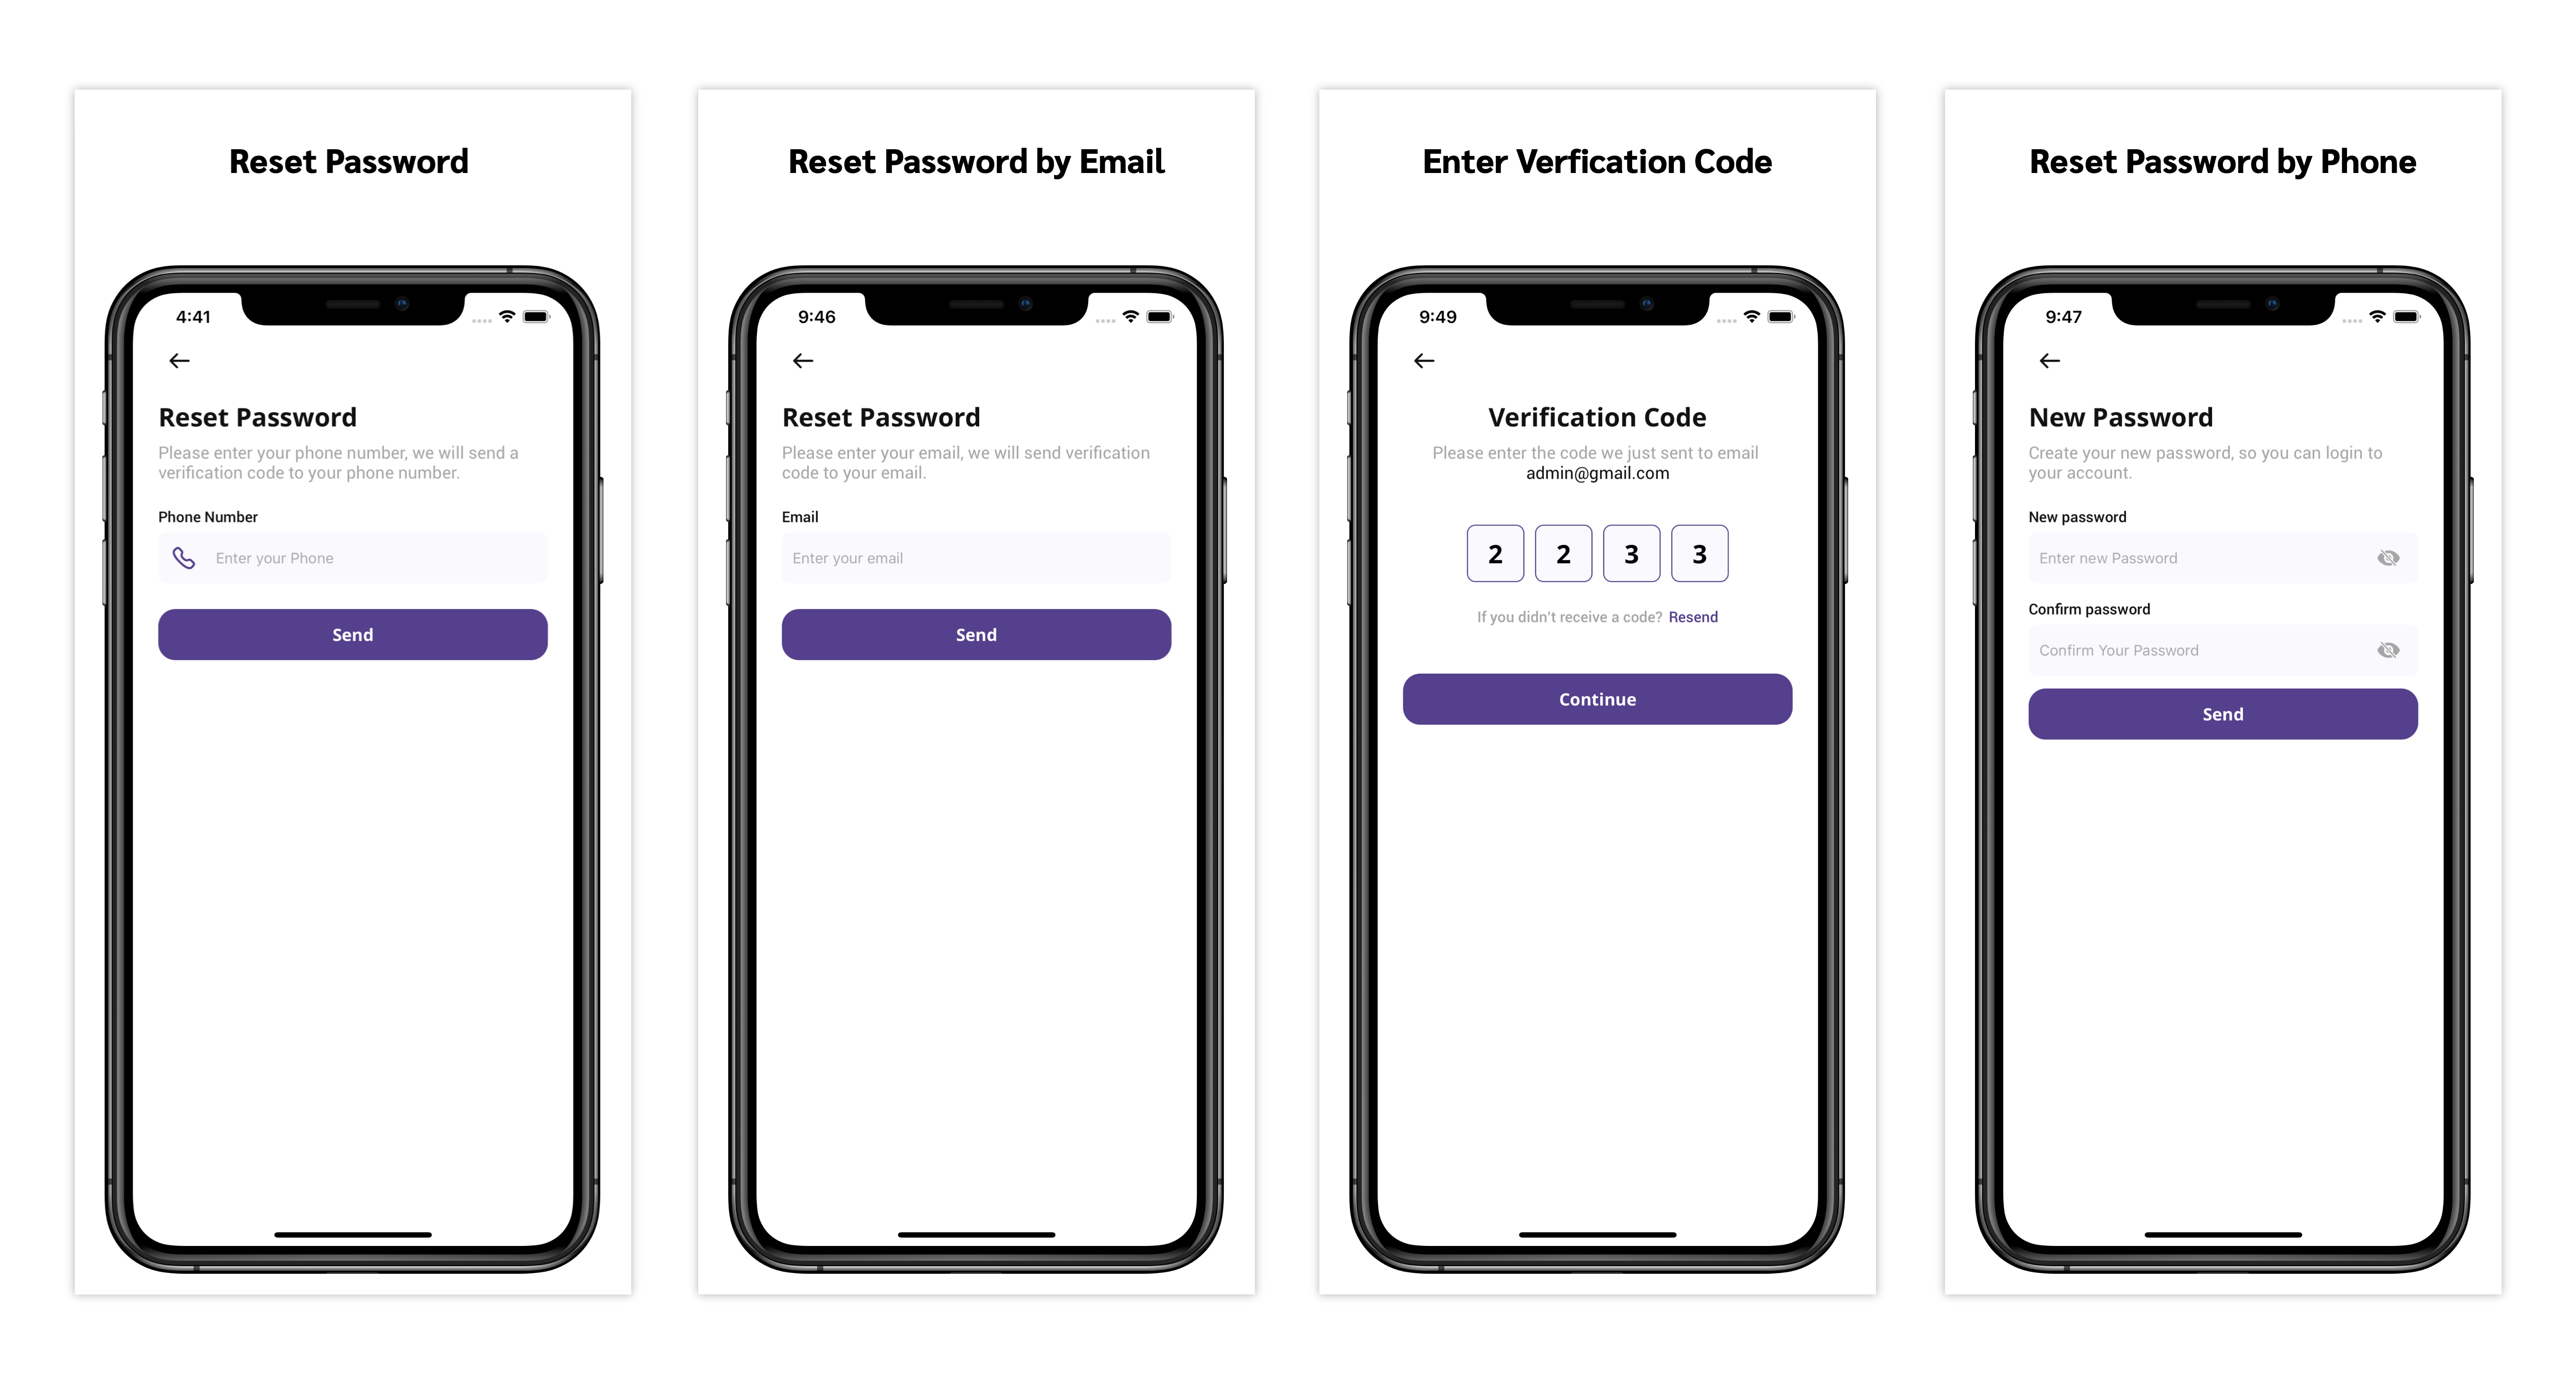 Reset Password
4:41
Reset Password
Please enter your phone number, we will send a
verification code to your phone number.
Phone Number
Enter your Phone
Send
Reset Password by Email
9:46
Reset Password
Please enter your email, we will send verification
code to your email.
Email
Enter your email
Send
Enter Verfication Code
9:49
Verification Code
Please enter the code we just sent to email
admin@gmail.com
2 2 3 3
If you didn't receive a code? Resend
Continue
Reset Password by Phone
9:47
New Password
Create your new password, so you can login to
your account.
New password
Enter new Password
Confirm password
Confirm Your Password
Send